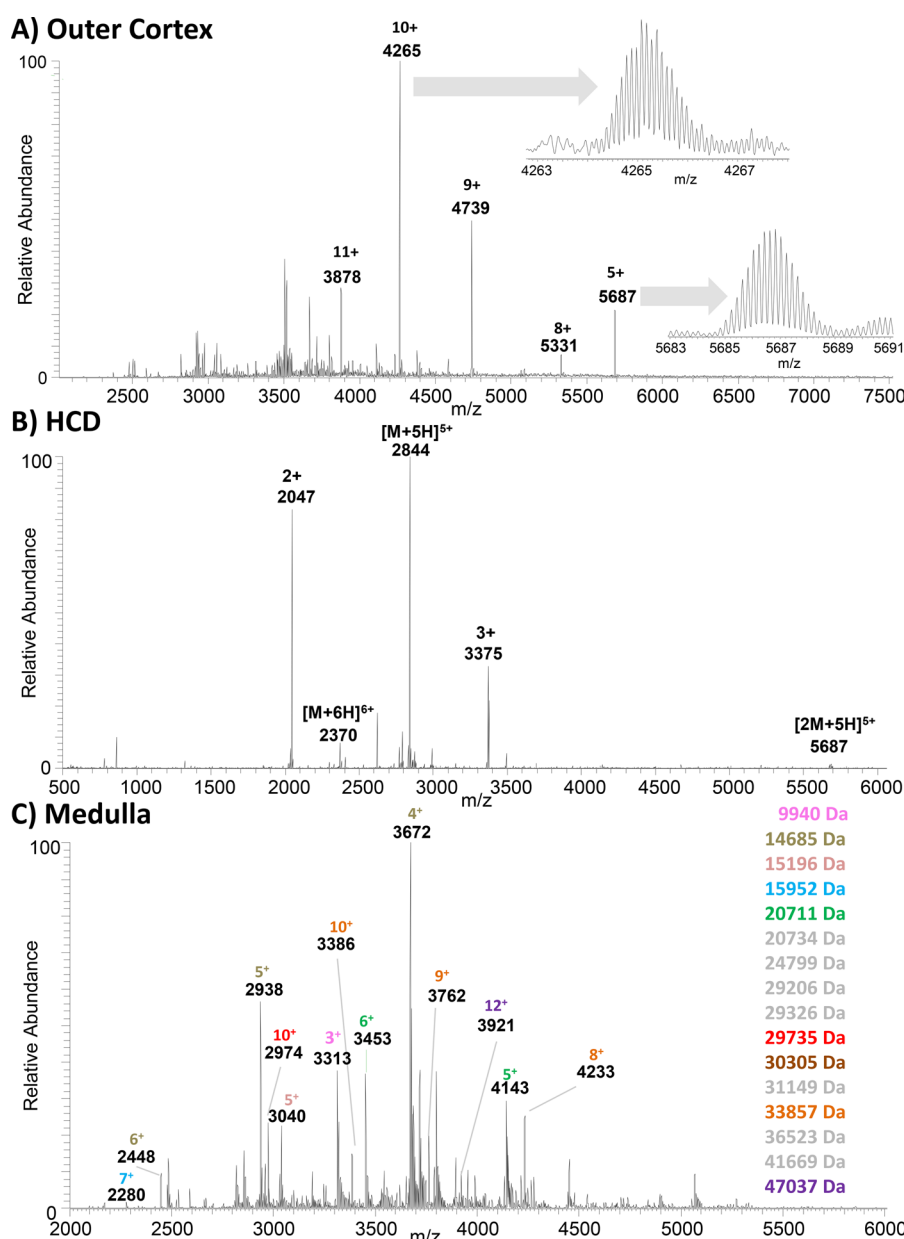 A) Outer Cortex
10+
4265
100
4263 4265 4267
m/z
9+
4739
11+
3878
5+
5687
8+
5331
5683 5685 5687 5689 5691
m/z
Relative Abundance
0
2500 3000 3500 4000 4500 5000 5500 6000 6500 7000 7500
m/z
B) HCD
[M+5H]5+
2844
100
2+
2047
3+
3375
[M+6H]6+
2370
[2M+5H]5+
5687
Relative Abundance
0
500 1000 1500 2000 2500 3000 3500 4000 4500 5000 5500 6000
m/z
C) Medulla
4+
3672
100
9940 Da
14685 Da
15196 Da
15952 Da
20711 Da
20734 Da
24799 Da
29206 Da
29326 Da
29735 Da
30305 Da
31149 Da
33857 Da
36523 Da
41669 Da
47037 Da
10+
3386
5+
2938
9+
3762
12+
3921
10+
2974
3+
3313
6+
3453
8+
4233
5+
3040
5+
4143
6+
2448
7+
2280
Relative Abundance
0
2000 2500 3000 3500 4000 4500 5000 5500 6000
m/z